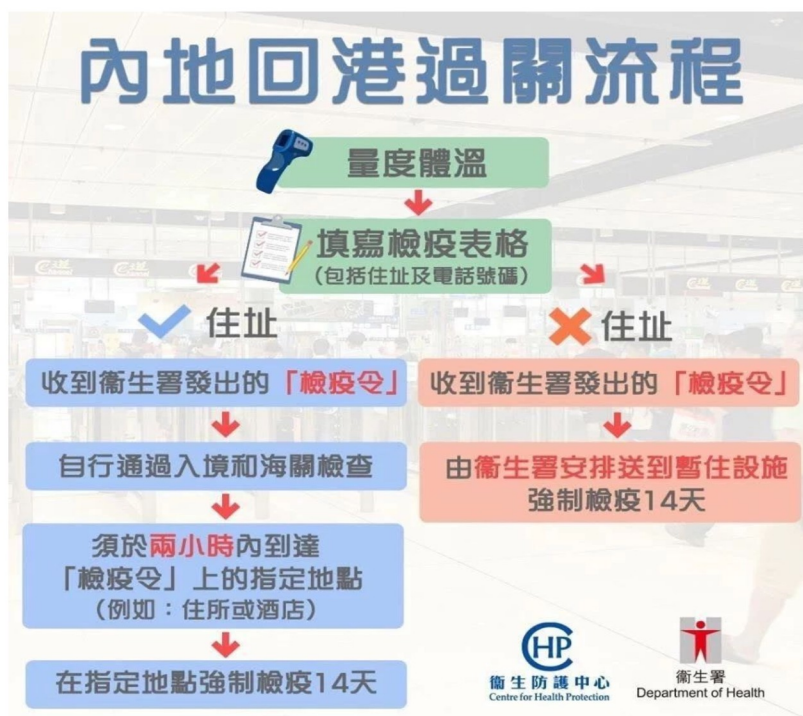 內地回港過關流程
量度體溫
填寫檢疫表格
(包括住址及電話號碼)
住址
收到衞生署發出的「檢疫令」
自行通過入境和海關檢查
須於兩小時內到達
「檢疫令」上的指定地點
(例如：住所或酒店)
在指定地點強制檢疫14天
住址
收到衞生署發出的「檢疫令」
由衞生署安排送到暫住設施
強制檢疫14天
CHP
衞生防護中心
Centre for Health Protection
衞生署
Department of Health